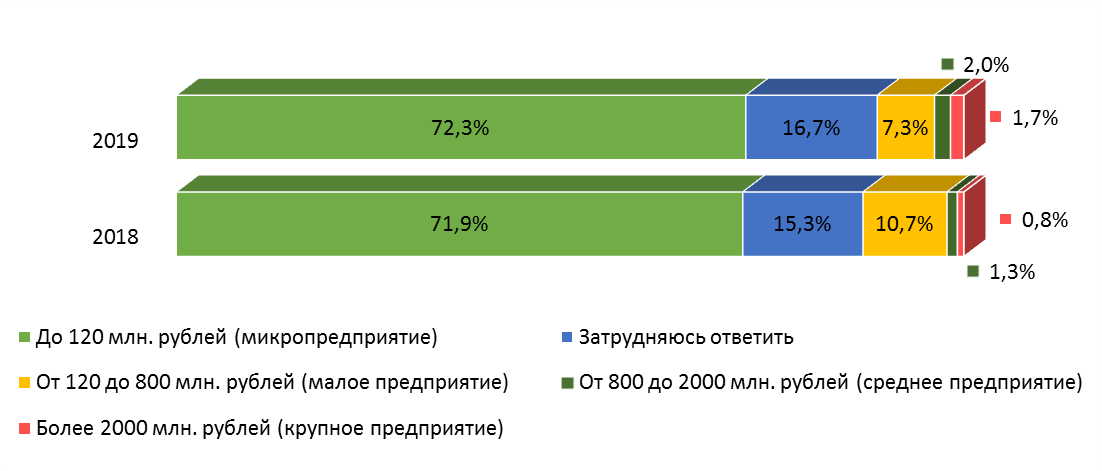 2,0%
2019
72,3%
16,7%
7,3%
1,7%
2018
71,9%
15,3%
10,7%
0,8%
1,3%
До 120 млн. рублей (микропредприятие)
Затрудняюсь ответить
От 120 до 800 млн. рублей (малое предприятие)
От 800 до 2000 млн. рублей (среднее предприятие)
Более 2000 млн. рублей (крупное предприятие)